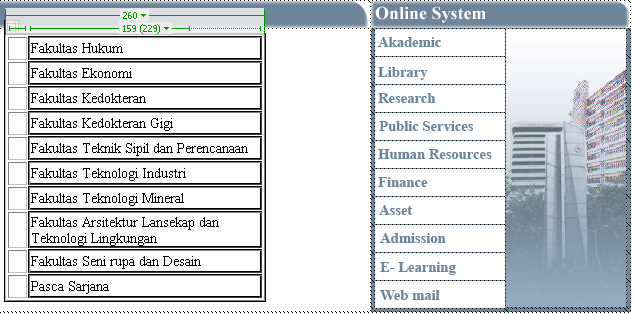 260
159 (229)
Fakultas Hukum
Fakultas Ekonomi
Fakultas Kedokteran
Fakultas Kedokteran Gigi
Fakultas Teknik Sipil dan Perencanaan
Fakultas Teknologi Industri
Fakultas Teknologi Mineral
Fakultas Arsitektur Lansekap dan
Teknologi Lingkungan
Fakultas Seni rupa dan Desain
Pasca Sarjana
Online System
Akademic
Library
Research
Public Services
Human Resources
Finance
Asset
Admission
E- Learning
Web mail